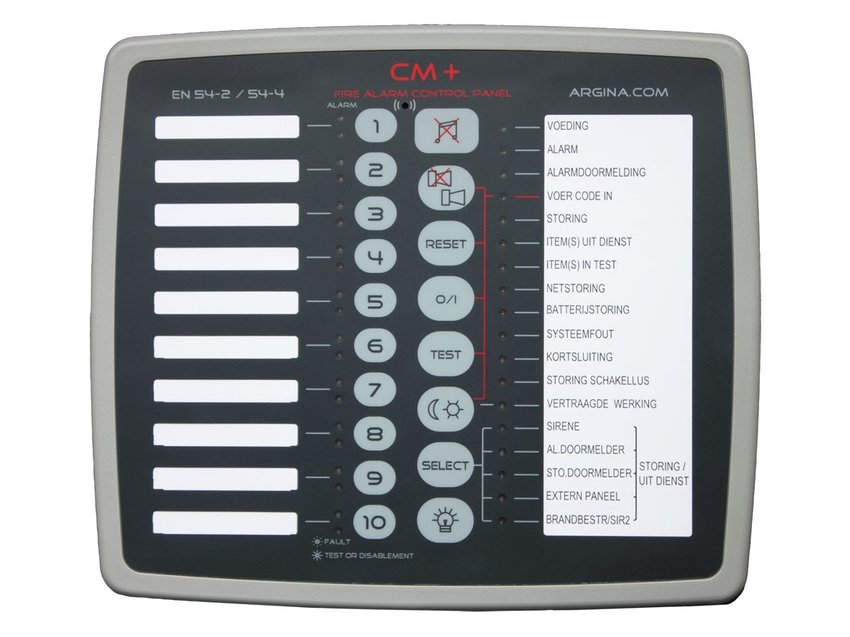 CM +
FIRE ALARM CONTROL PANEL
EN 54-2 / 54-4
ARGINA.COM
ALARM
1
2
3
4
5
6
7
8
9
10
RESET
0/1
TEST
SELECT
VOEDING
ALARM
ALARMDOORMELDING
VOER CODE IN
STORING
ITEM(S) UIT DIENST
ITEM(S) IN TEST
NETSTORING
BATTERIJSTORING
SYSTEEMFOUT
KORTSLUITING
STORING SCHAKELLUS
VERTRAAGDE WERKING
SIRENE
AL.DOORMELDER
STO.DOORMELDER
EXTERN PANEEL
BRANDBESTR/SIR2
STORING /
UIT DIENST
FAULT
TEST OR DISABLEMENT